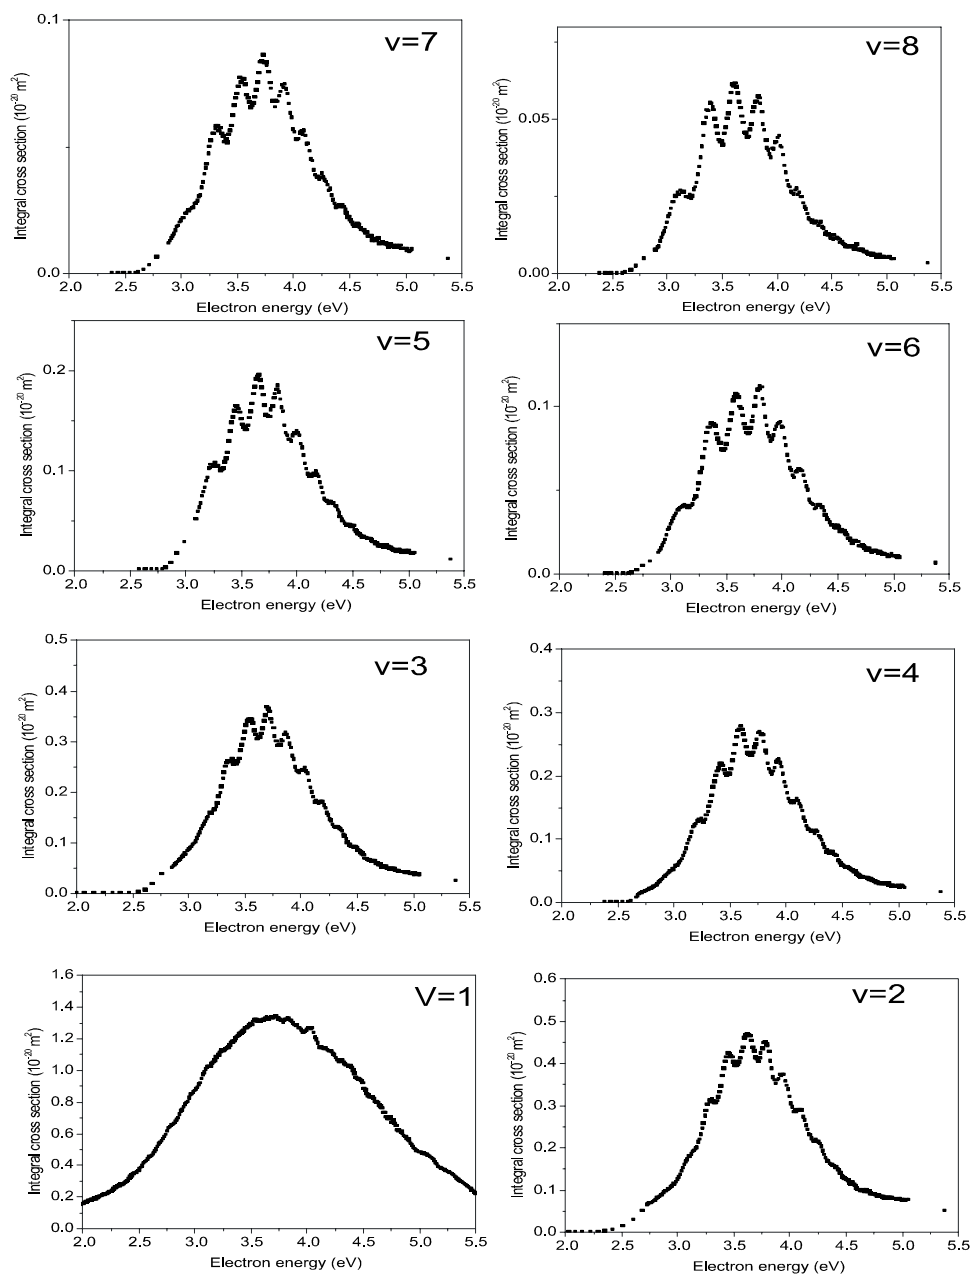 v=7
Integral cross section (10⁻²⁰ m²)
0.1
0.0
2.0 2.5 3.0 3.5 4.0 4.5 5.0 5.5
Electron energy (eV)
v=8
Integral cross section (10⁻²⁰ m²)
0.05
0.00
2.0 2.5 3.0 3.5 4.0 4.5 5.0 5.5
Electron energy (eV)
v=5
Integral cross section (10⁻²⁰ m²)
0.2
0.1
0.0
2.0 2.5 3.0 3.5 4.0 4.5 5.0 5.5
Electron energy (eV)
v=6
Integral cross section (10⁻²⁰ m²)
0.1
0.0
2.0 2.5 3.0 3.5 4.0 4.5 5.0 5.5
Electron energy (eV)
v=3
Integral cross section (10⁻²⁰ m²)
0.5
0.4
0.3
0.2
0.1
0.0
2.0 2.5 3.0 3.5 4.0 4.5 5.0 5.5
Electron energy (eV)
v=4
Integral cross section (10⁻²⁰ m²)
0.4
0.3
0.2
0.1
0.0
2.0 2.5 3.0 3.5 4.0 4.5 5.0 5.5
Electron energy (eV)
V=1
Integral cross section (10⁻²⁰ m²)
1.6
1.4
1.2
1.0
0.8
0.6
0.4
0.2
0.0
2.0 2.5 3.0 3.5 4.0 4.5 5.0 5.5
Electron energy (eV)
v=2
Integral cross section (10⁻²⁰ m²)
0.6
0.5
0.4
0.3
0.2
0.1
0.0
2.0 2.5 3.0 3.5 4.0 4.5 5.0 5.5
Electron energy (eV)